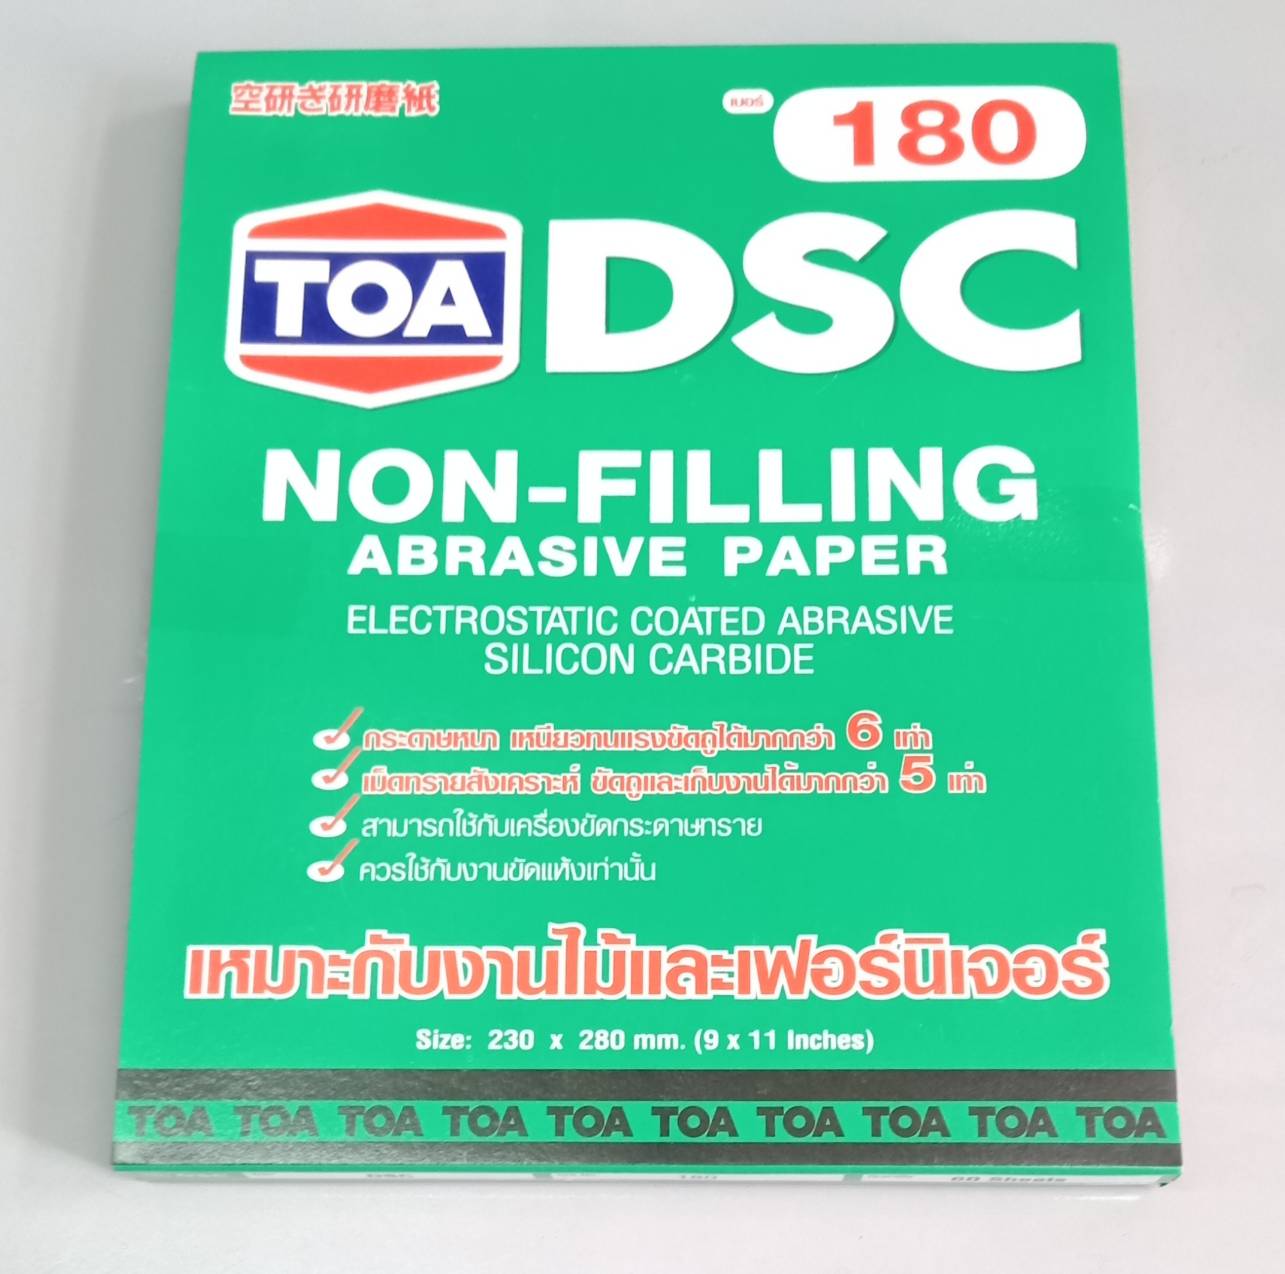 空研ぎ研磨紙
เบอร์ 180
TOA DSC
NON-FILLING
ABRASIVE PAPER
ELECTROSTATIC COATED ABRASIVE
SILICON CARBIDE
กระดาษหนา เหนียวทนแรงขัดถูได้มากกว่า 6 เท่า
เม็ดทรายสังเคราะห์ ขัดถูและเก็บงานได้มากกว่า 5 เท่า
สามารถใช้กับเครื่องขัดกระดาษทราย
ควรใช้กับงานขัดแห้งเท่านั้น
เหมาะกับงานไม้และเฟอร์นิเจอร์
Size: 230 x 280 mm. (9 x 11 Inches)
TOA TOA TOA TOA TOA TOA TOA TOA TOA TOA
DSC 180 Sheets